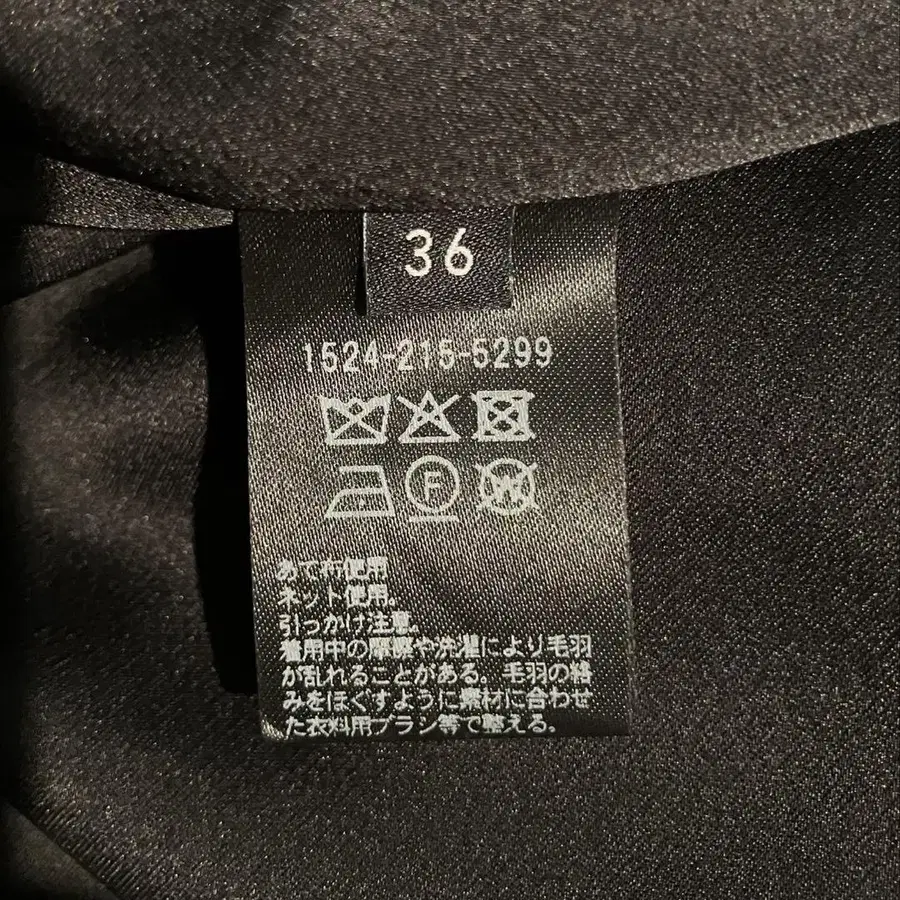 36
1524-215-5299
F
W
あて布使用
ネット使用。
引っかけ注意。
着用中の摩擦や洗濯により毛羽
が乱れることがある。毛羽の絡
みをほぐすように素材に合わせ
た衣料用ブラシ等で整える。